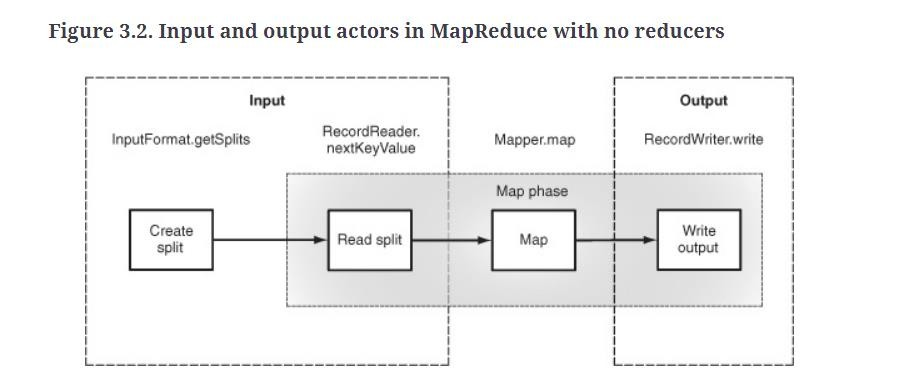 Figure 3.2. Input and output actors in MapReduce with no reducers
Input
Output
InputFormat.getSplits
RecordReader.
nextKeyValue
Mapper.map
RecordWriter.write
Map phase
Create
split
Read split
Map
Write
output